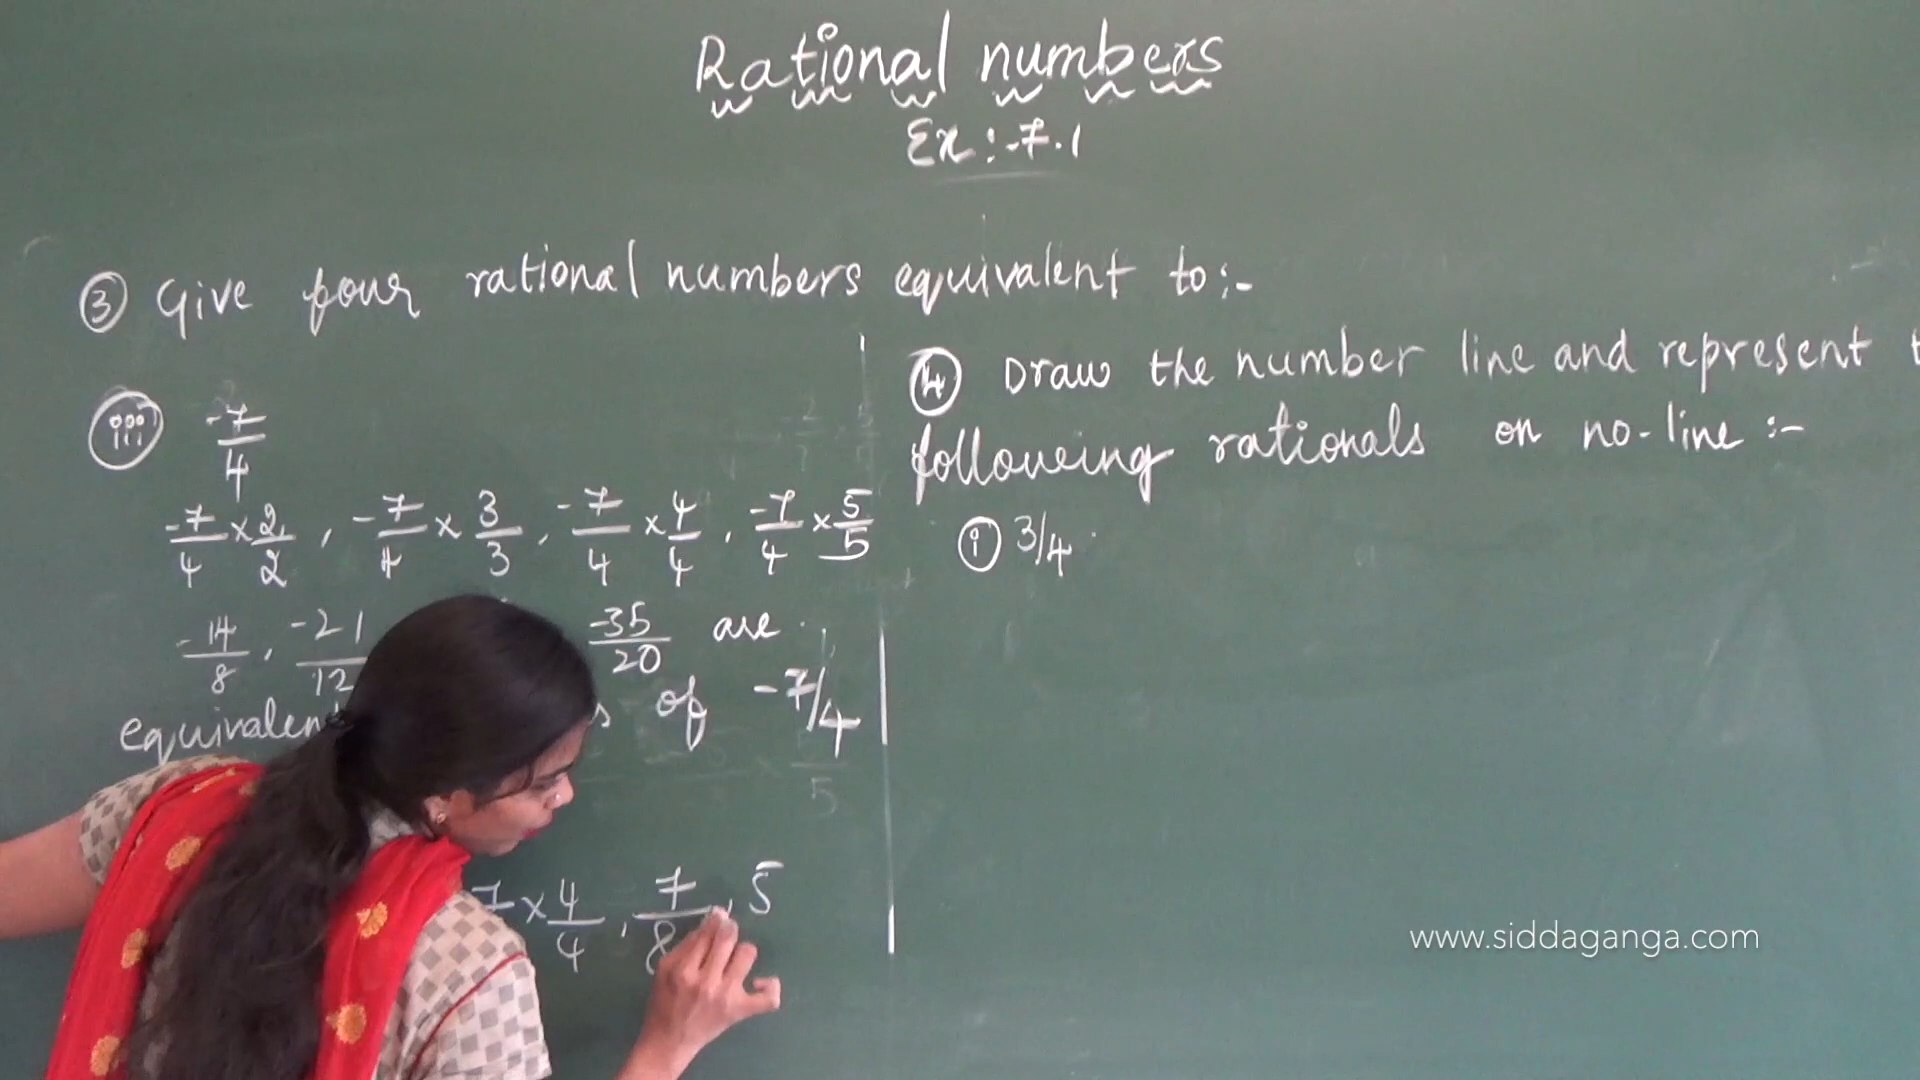 Rational numbers
Ex :- 7.1
③ Give four rational numbers equivalent to:-
iii -7/4
-7/4 × 2/2 , -7/4 × 3/3 , -7/4 × 4/4 , -7/4 × 5/5
-14/8 , -21/12 -35/20 are
of -7/4
7 × 4/4 , 7/8 , 5
④ Draw the number line and represent
following rationals on no-line :-
i 3/4
www.siddaganga.com